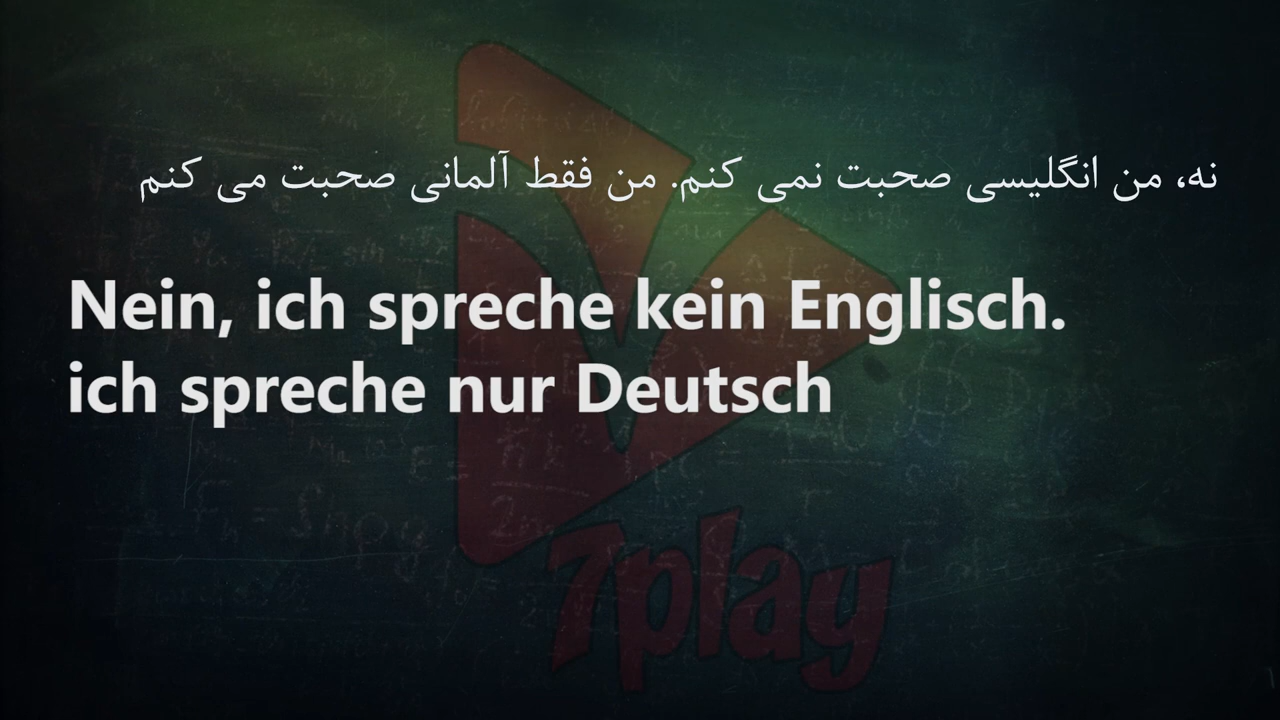 نه، من انگلیسی صحبت نمی کنم. من فقط آلمانی صحبت می کنم
Nein, ich spreche kein Englisch.
ich spreche nur Deutsch
7play